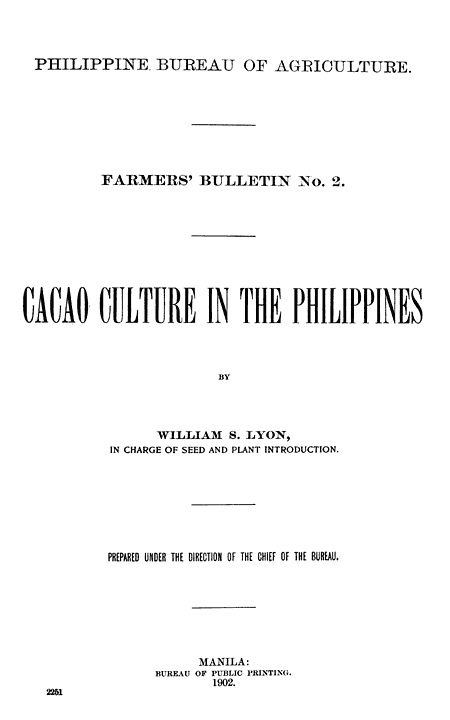 PHILIPPINE BUREAU OF AGRICULTURE.
FARMERS' BULLETIN No. 2.
CACAO CULTURE IN THE PHILIPPINES
BY
WILLIAM S. LYON,
IN CHARGE OF SEED AND PLANT INTRODUCTION.
PREPARED UNDER THE DIRECTION OF THE CHIEF OF THE BUREAU.
MANILA:
BUREAU OF PUBLIC PRINTING.
1902.
2251